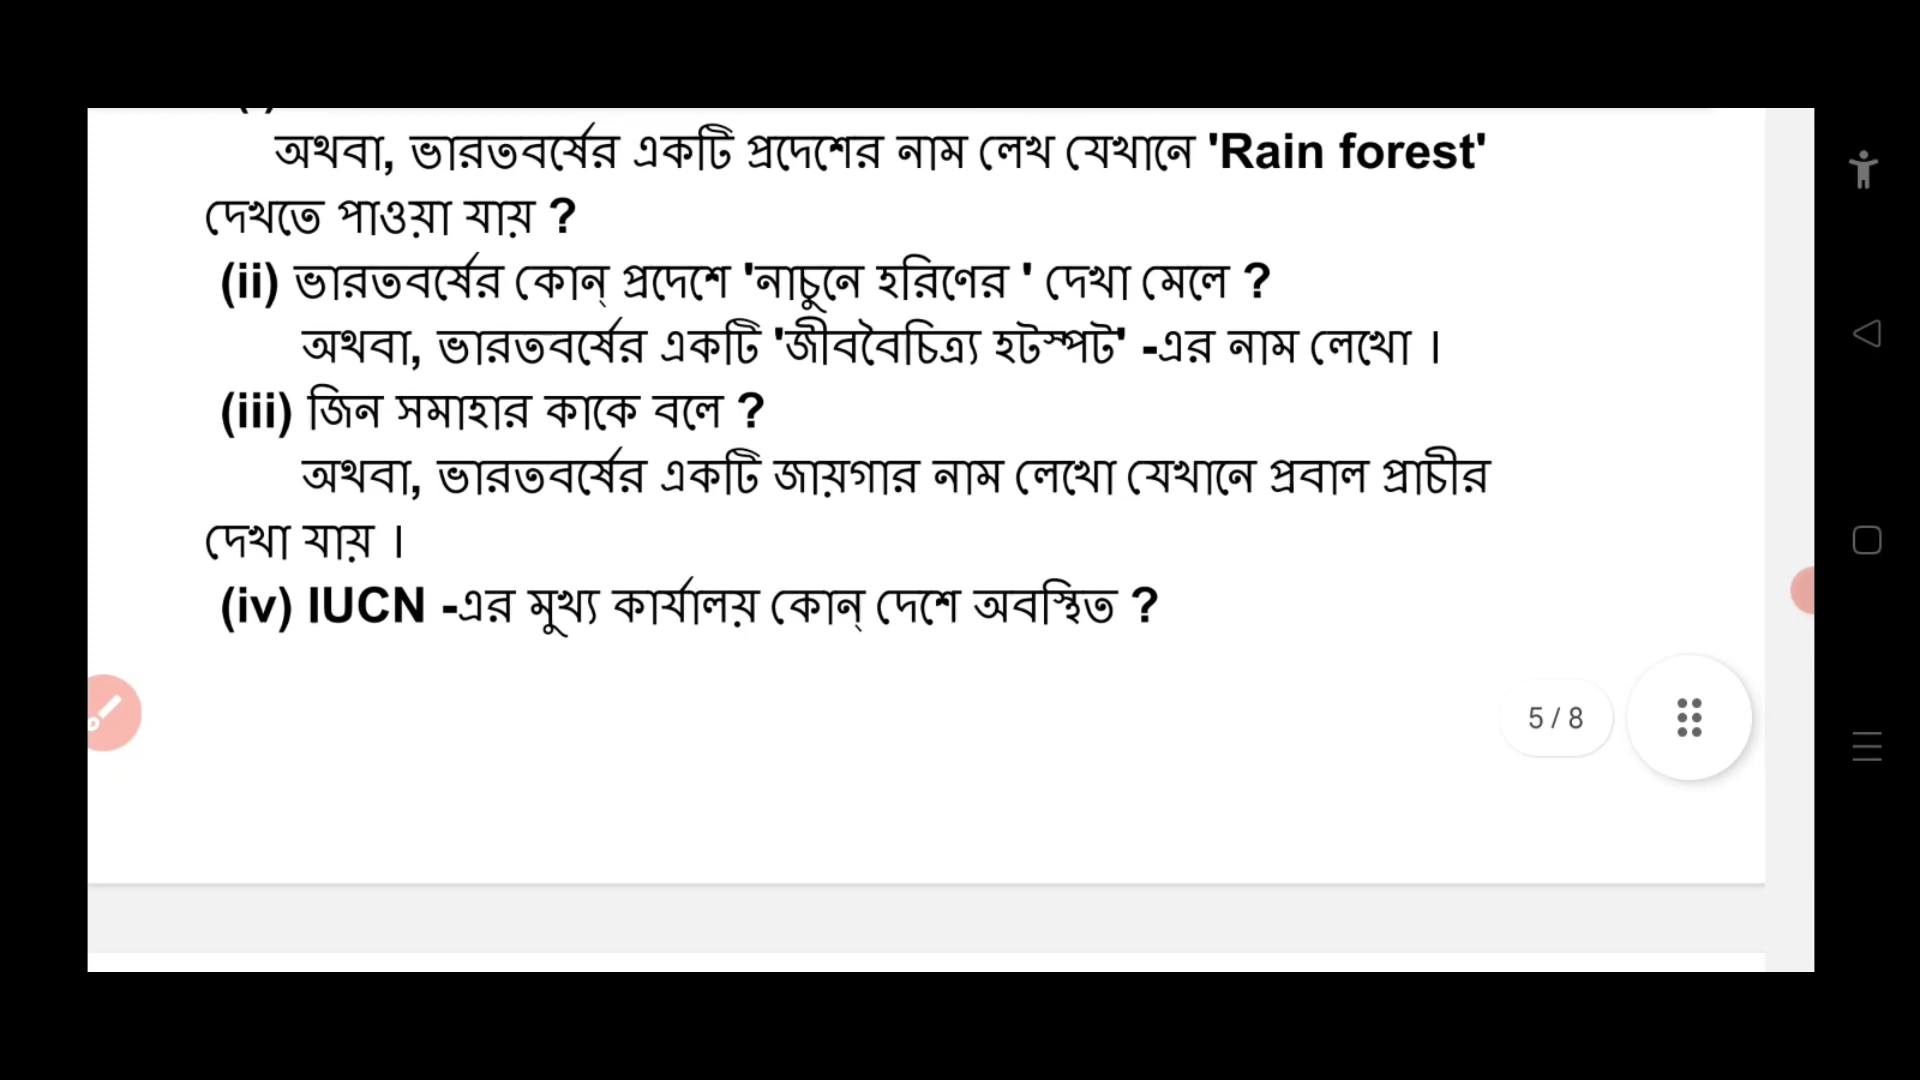 অথবা, ভারতবর্ষের একটি প্রদেশের নাম লেখ যেখানে 'Rain forest'
দেখতে পাওয়া যায় ?
(ii) ভারতবর্ষের কোন্ প্রদেশে 'নাচুনে হরিণের ' দেখা মেলে ?
অথবা, ভারতবর্ষের একটি 'জীববৈচিত্র্য হটস্পট' -এর নাম লেখো ।
(iii) জিন সমাহার কাকে বলে ?
অথবা, ভারতবর্ষের একটি জায়গার নাম লেখো যেখানে প্রবাল প্রাচীর
দেখা যায় ।
(iv) IUCN -এর মুখ্য কার্যালয় কোন্ দেশে অবস্থিত ?
5 / 8